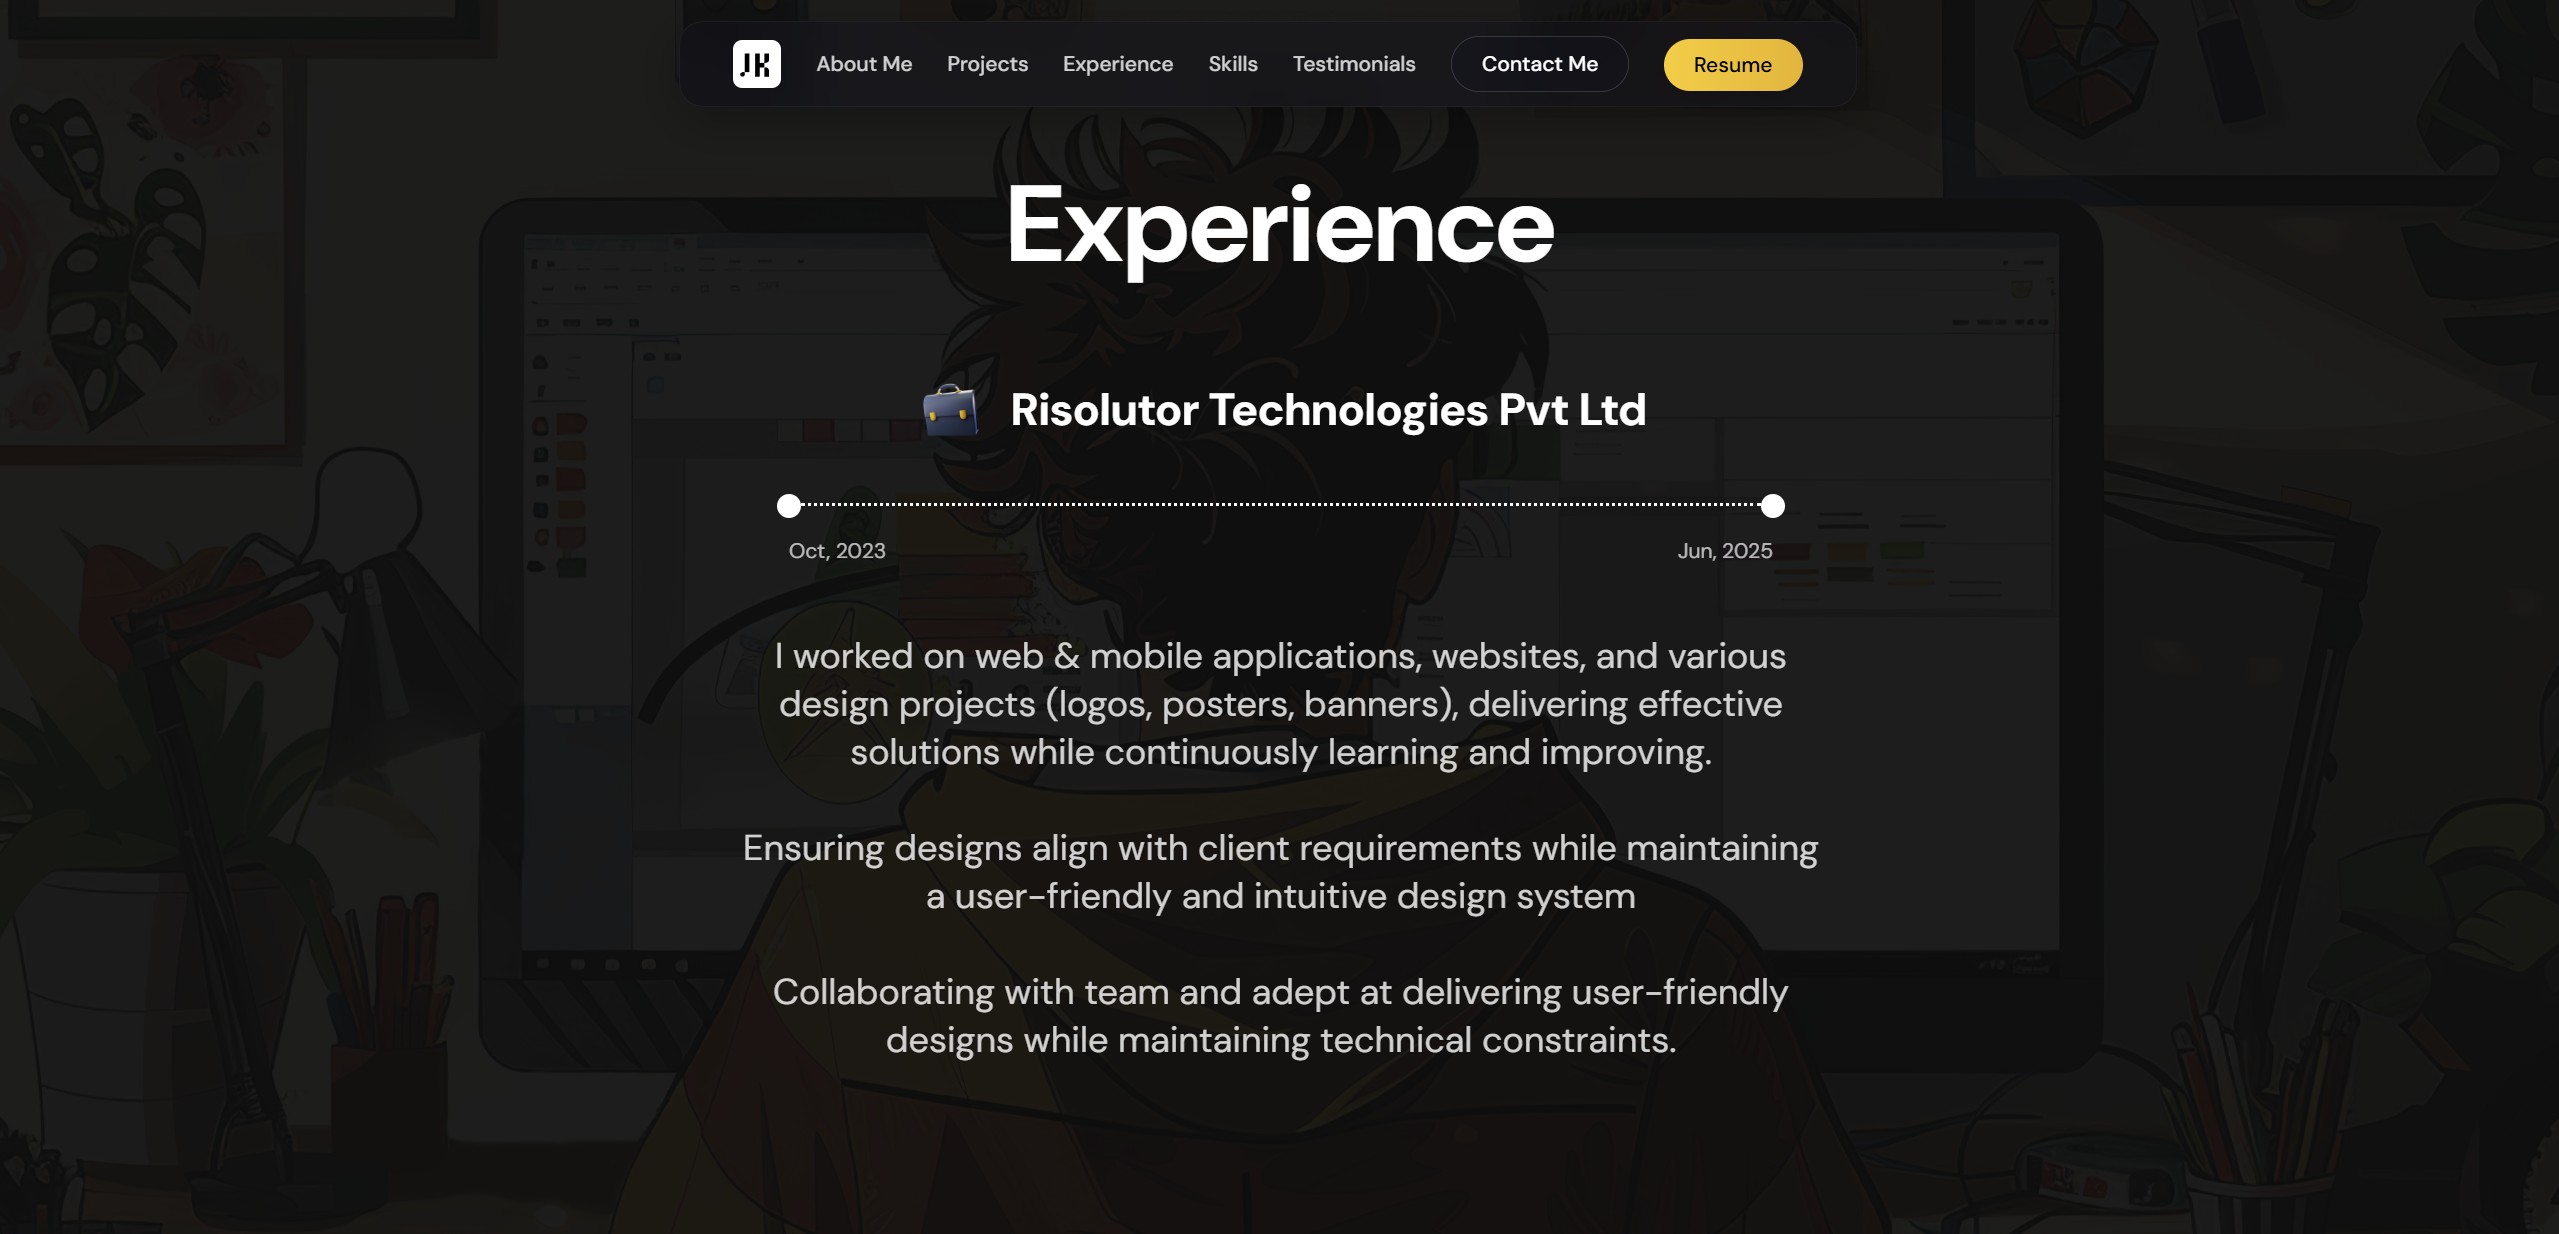 JK
About Me Projects Experience Skills Testimonials Contact Me Resume
Experience
Risolutor Technologies Pvt Ltd
Oct, 2023 Jun, 2025
I worked on web & mobile applications, websites, and various
design projects (logos, posters, banners), delivering effective
solutions while continuously learning and improving.
Ensuring designs align with client requirements while maintaining
a user-friendly and intuitive design system
Collaborating with team and adept at delivering user-friendly
designs while maintaining technical constraints.